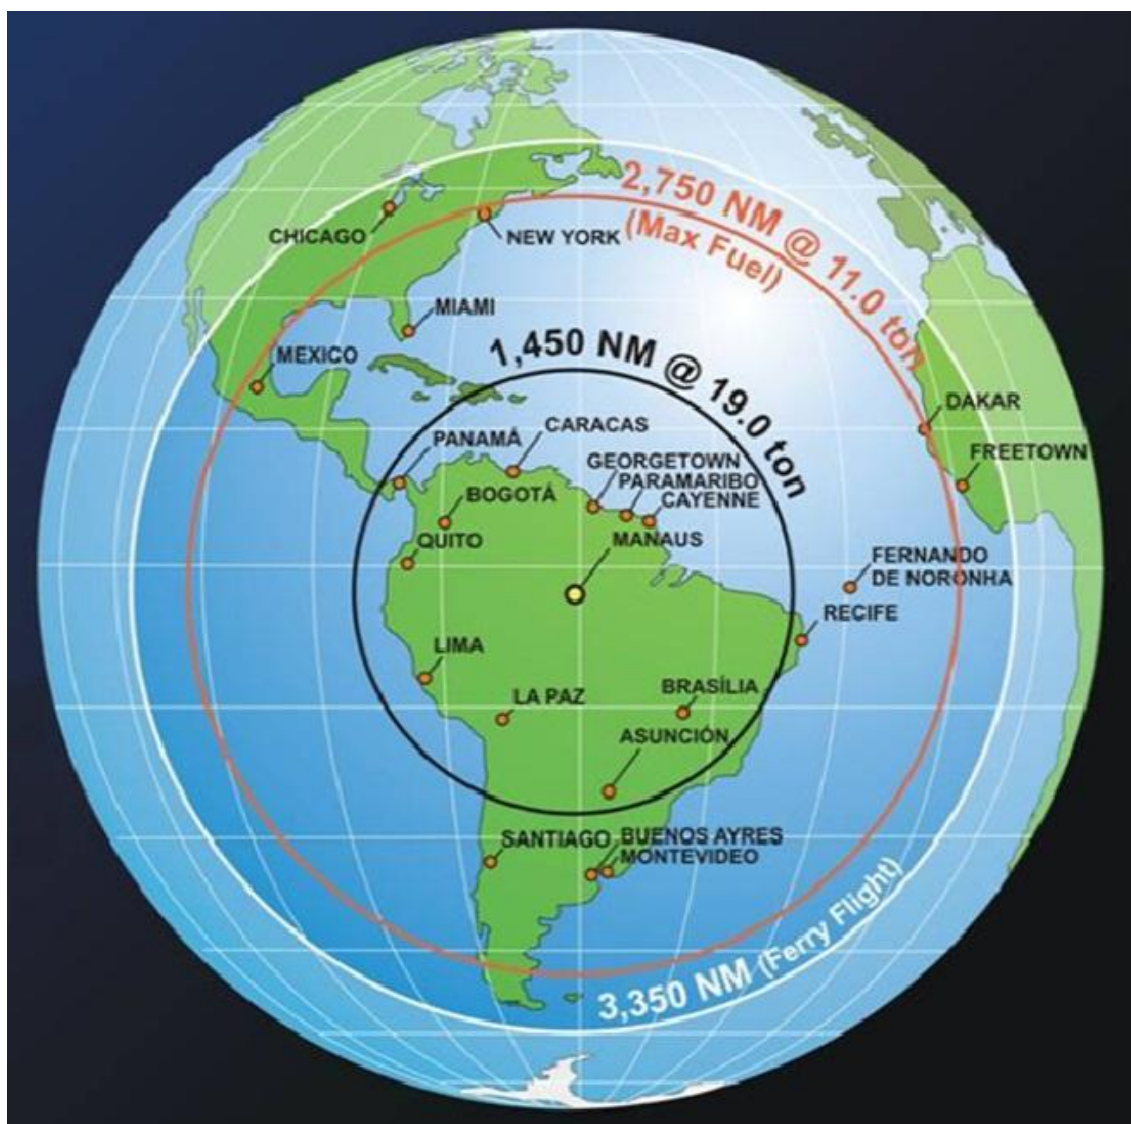 2,750 NM @ 11.0 ton
(Max Fuel)
CHICAGO
NEW YORK
MIAMI
MEXICO
1,450 NM @ 19.0 ton
DAKAR
PANAMÁ
CARACAS
FREETOWN
GEORGETOWN
PARAMARIBO
BOGOTÁ
CAYENNE
QUITO
MANAUS
FERNANDO
DE NORONHA
RECIFE
LIMA
LA PAZ
BRASÍLIA
ASUNCIÓN
SANTIAGO
BUENOS AYRES
MONTEVIDEO
3,350 NM (Ferry Flight)